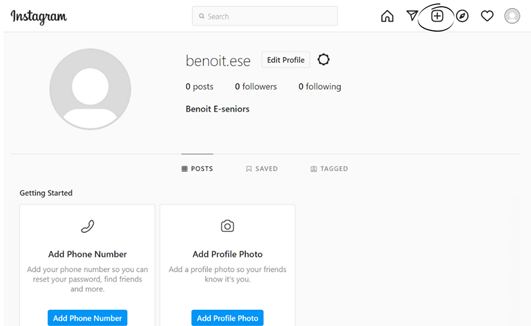 Instagram
Search
benoit.ese
Edit Profile
0 posts 0 followers 0 following
Benoit E-seniors
POSTS SAVED TAGGED
Getting Started
Add Phone Number
Add your phone number so you can
reset your password, find friends
and more.
Add Phone Number
Add Profile Photo
Add a profile photo so your friends
know it's you.
Add Profile Photo